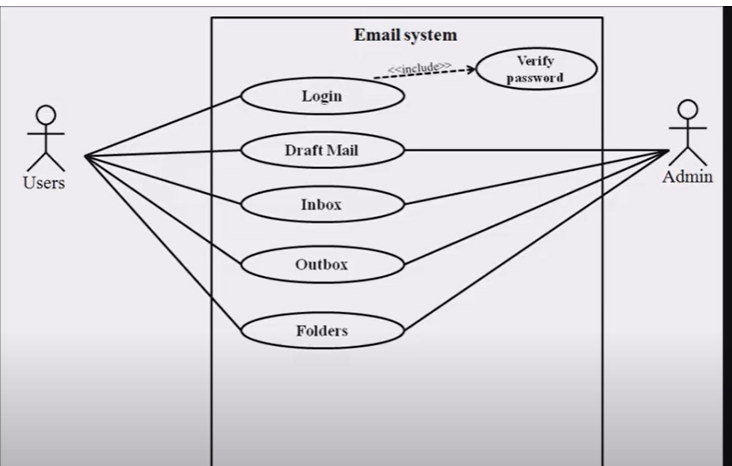 Email system
Verify
password
<<include>>
Login
Draft Mail
Inbox
Outbox
Folders
Users
Admin